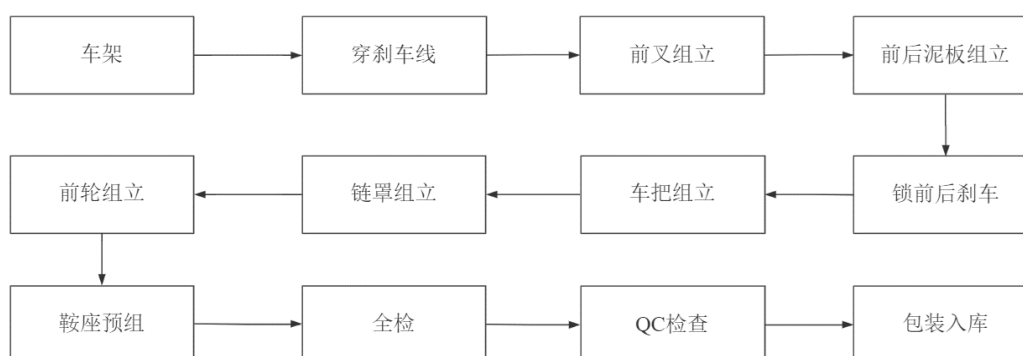 车架
穿刹车线
前叉组立
前后泥板组立
锁前后刹车
车把组立
链罩组立
前轮组立
鞍座预组
全检
QC检查
包装入库